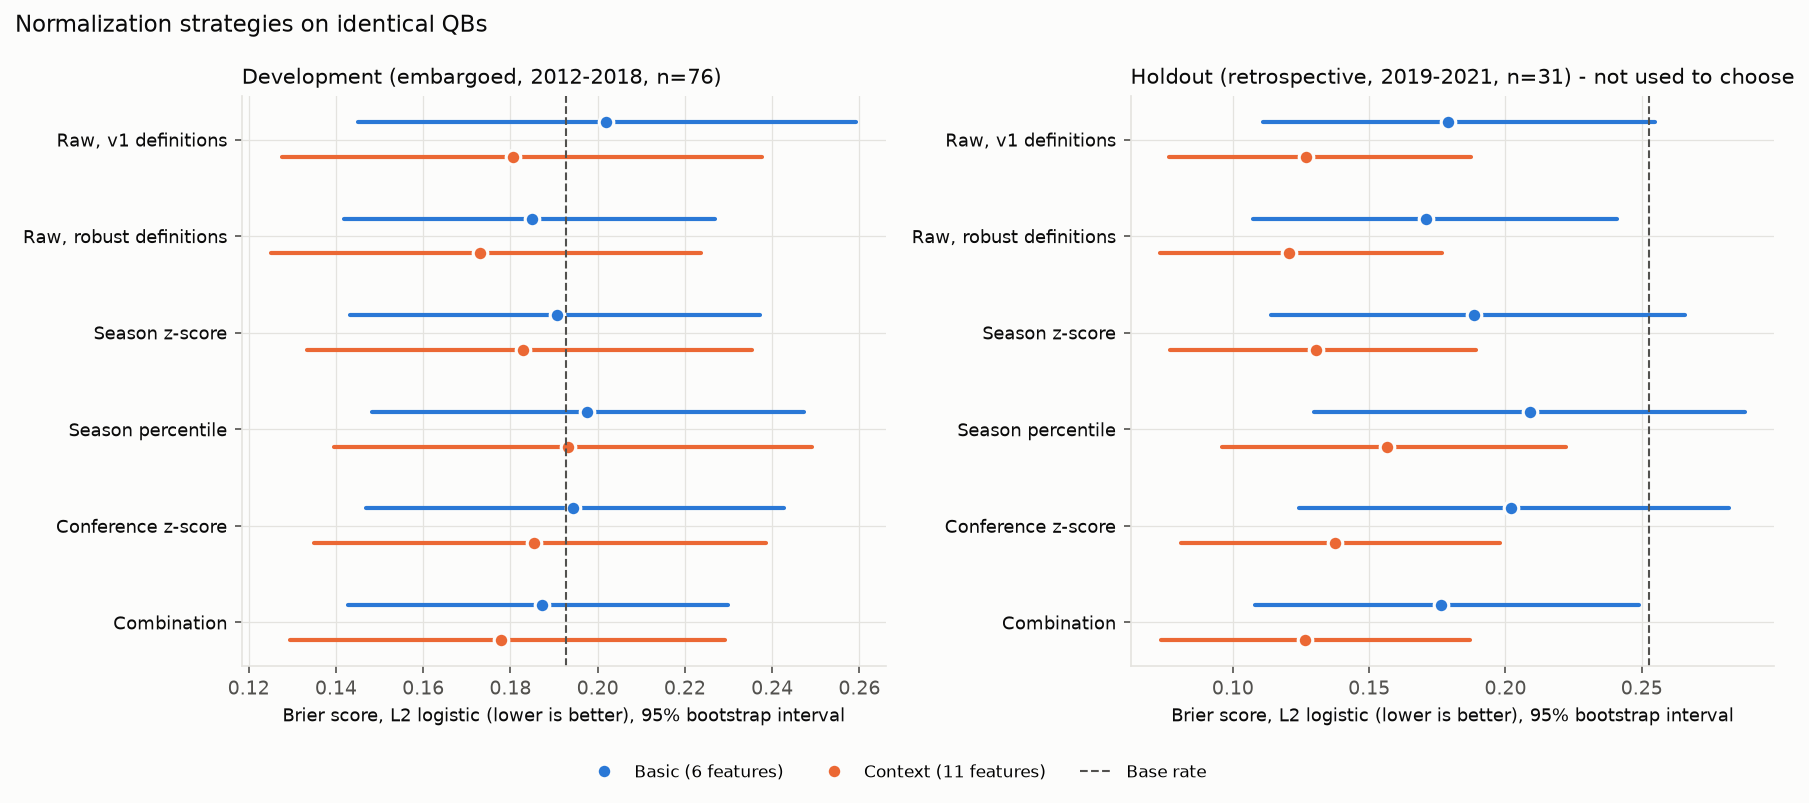 Normalization strategies on identical QBs
Development (embargoed, 2012-2018, n=76)
Raw, v1 definitions
Raw, robust definitions
Season z-score
Season percentile
Conference z-score
Combination
0.12 0.14 0.16 0.18 0.20 0.22 0.24 0.26
Brier score, L2 logistic (lower is better), 95% bootstrap interval
Holdout (retrospective, 2019-2021, n=31) - not used to choose
Raw, v1 definitions
Raw, robust definitions
Season z-score
Season percentile
Conference z-score
Combination
0.10 0.15 0.20 0.25
Brier score, L2 logistic (lower is better), 95% bootstrap interval
Basic (6 features) Context (11 features) Base rate